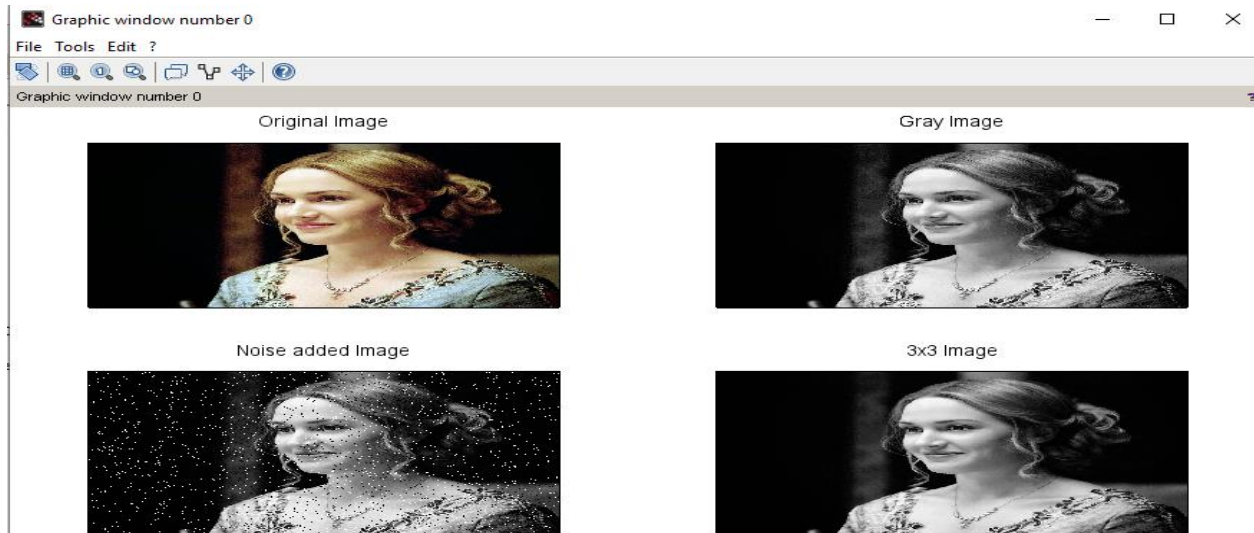 Graphic window number 0
File Tools Edit ?
Graphic window number 0
?
Original Image
Gray Image
Noise added Image
3x3 Image